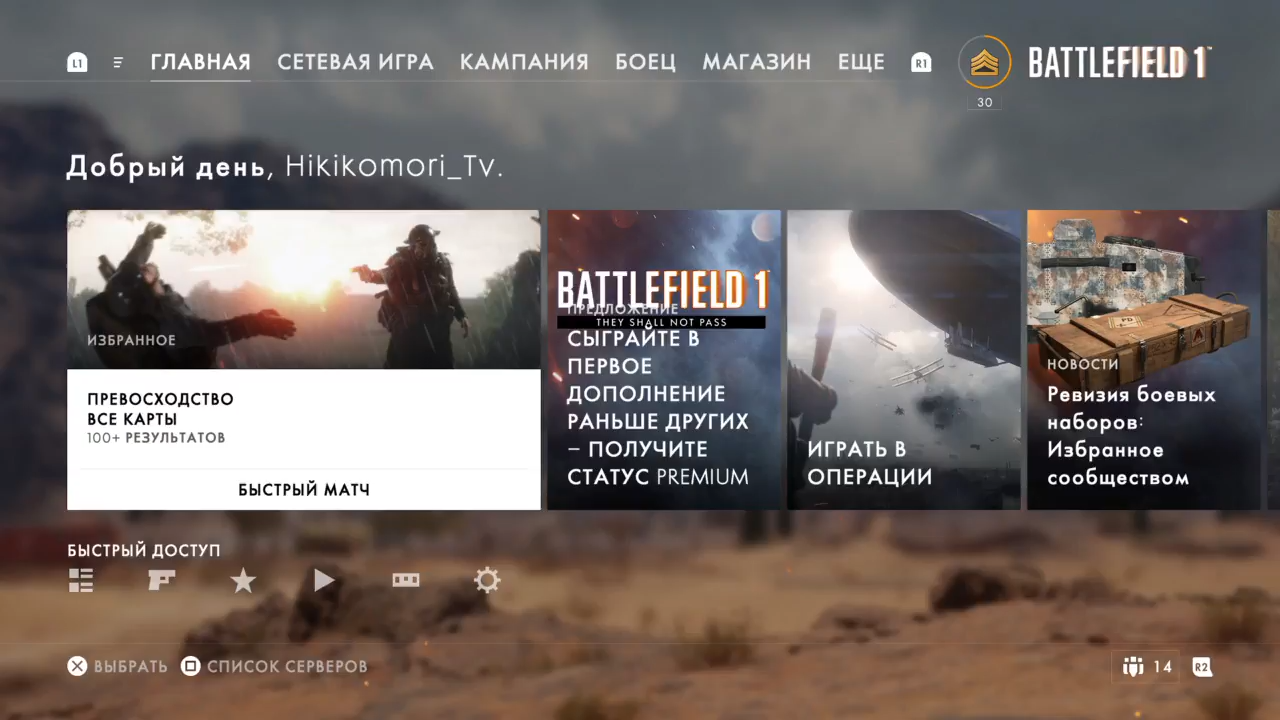 L1
ГЛАВНАЯ
СЕТЕВАЯ ИГРА
КАМПАНИЯ
БОЕЦ
МАГАЗИН
ЕЩЕ
R1
30
BATTLEFIELD 1™
Добрый день, Hikikomori_Tv.
ИЗБРАННОЕ
ПРЕВОСХОДСТВО
ВСЕ КАРТЫ
100+ РЕЗУЛЬТАТОВ
БЫСТРЫЙ МАТЧ
BATTLEFIELD 1
ПРЕДЛОЖЕНИЕ
THEY SHALL NOT PASS
СЫГРАЙТЕ В
ПЕРВОЕ
ДОПОЛНЕНИЕ
РАНЬШЕ ДРУГИХ
– ПОЛУЧИТЕ
СТАТУС PREMIUM
ИГРАТЬ В
ОПЕРАЦИИ
НОВОСТИ
Ревизия боевых
наборов:
Избранное
сообществом
БЫСТРЫЙ ДОСТУП
ВЫБРАТЬ
СПИСОК СЕРВЕРОВ
14
R2